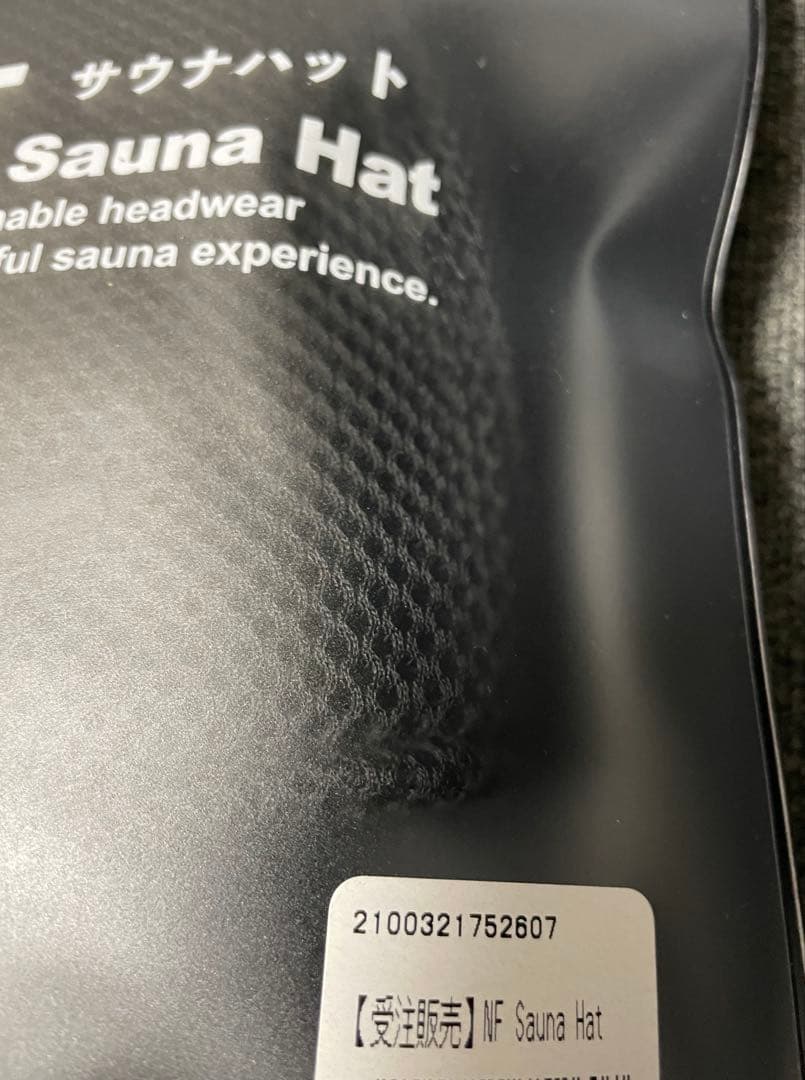 ー サウナハット
Sauna Hat
nable headwear
ful sauna experience.
2100321752607
【受注販売】NF Sauna Hat